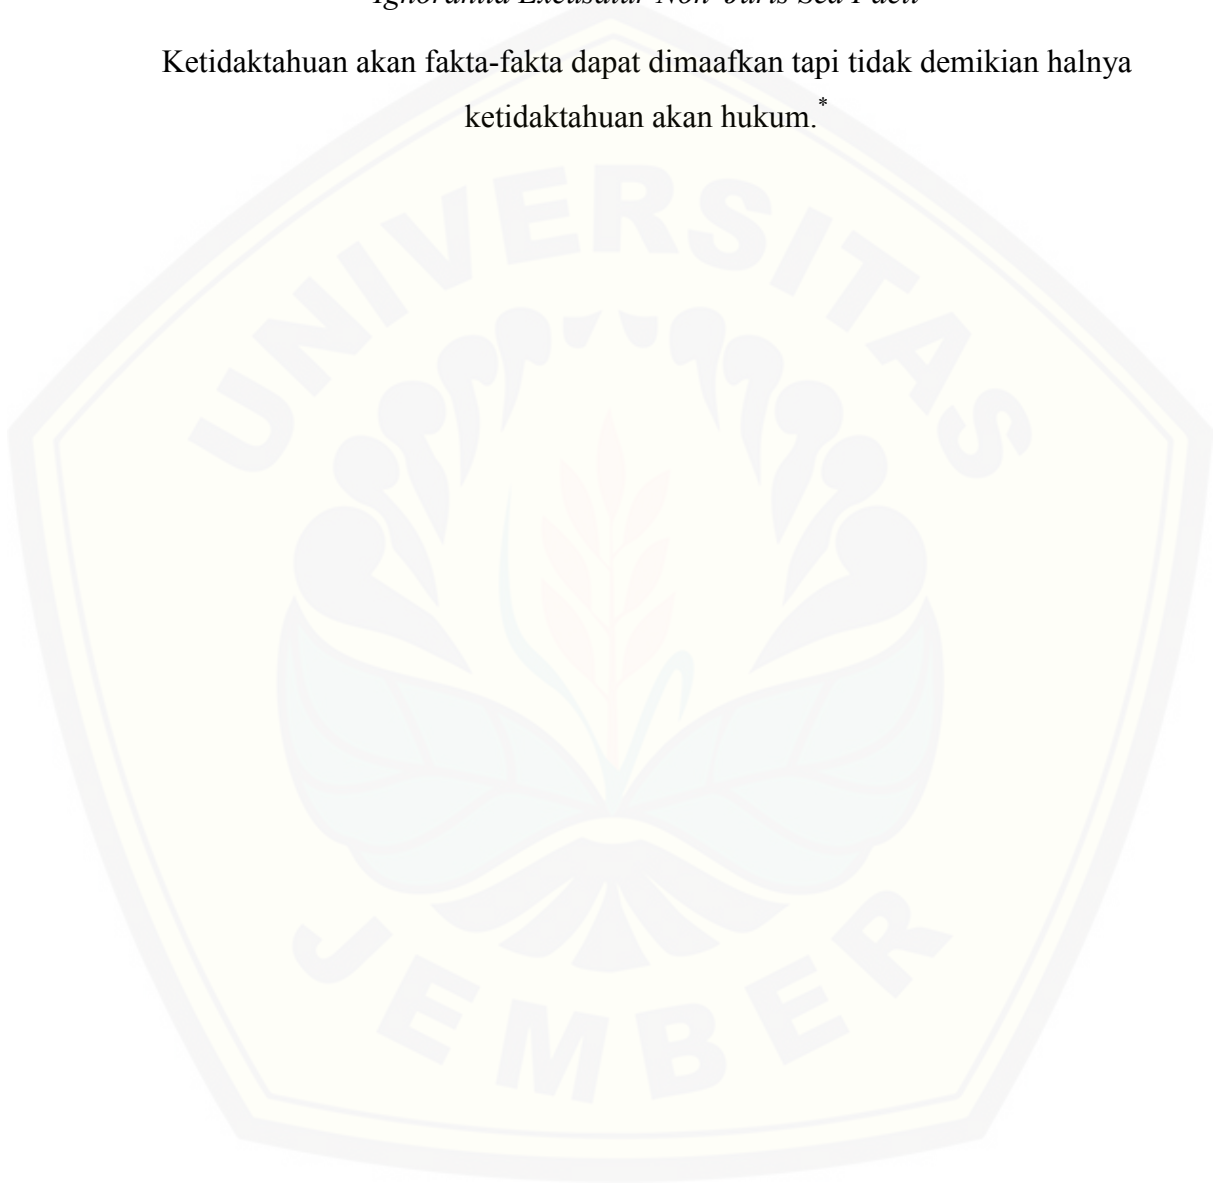 Ignorantia Excusatur Non Juris Sed Facti
Ketidaktahuan akan fakta-fakta dapat dimaafkan tapi tidak demikian halnya
ketidaktahuan akan hukum.*
UNIVERSITAS
JEMBER